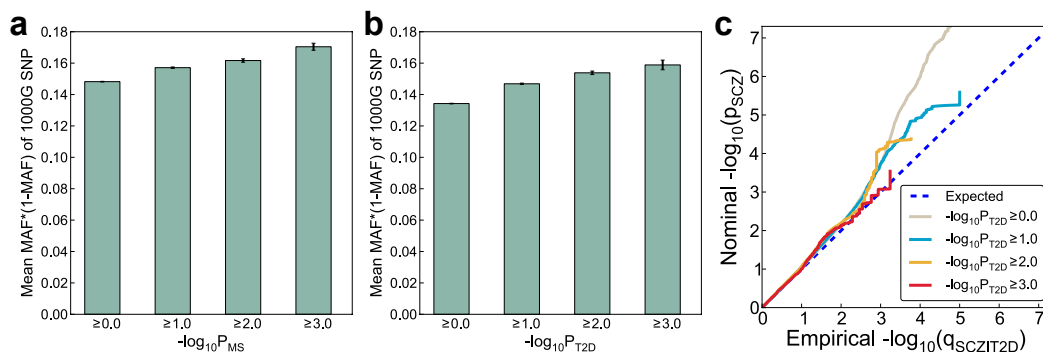 a
Mean MAF*(1-MAF) of 1000G SNP
0.18
0.16
0.14
0.12
0.10
0.08
0.06
0.04
0.02
0.00
≥0.0 ≥1.0 ≥2.0 ≥3.0
-log10PMS
b
Mean MAF*(1-MAF) of 1000G SNP
0.18
0.16
0.14
0.12
0.10
0.08
0.06
0.04
0.02
0.00
≥0.0 ≥1.0 ≥2.0 ≥3.0
-log10PT2D
c
Nominal -log10(pSCZ)
7
6
5
4
3
2
1
0
Expected
-log10PT2D≥0.0
-log10PT2D≥1.0
-log10PT2D≥2.0
-log10PT2D≥3.0
0 1 2 3 4 5 6 7
Empirical -log10(qSCZIT2D)